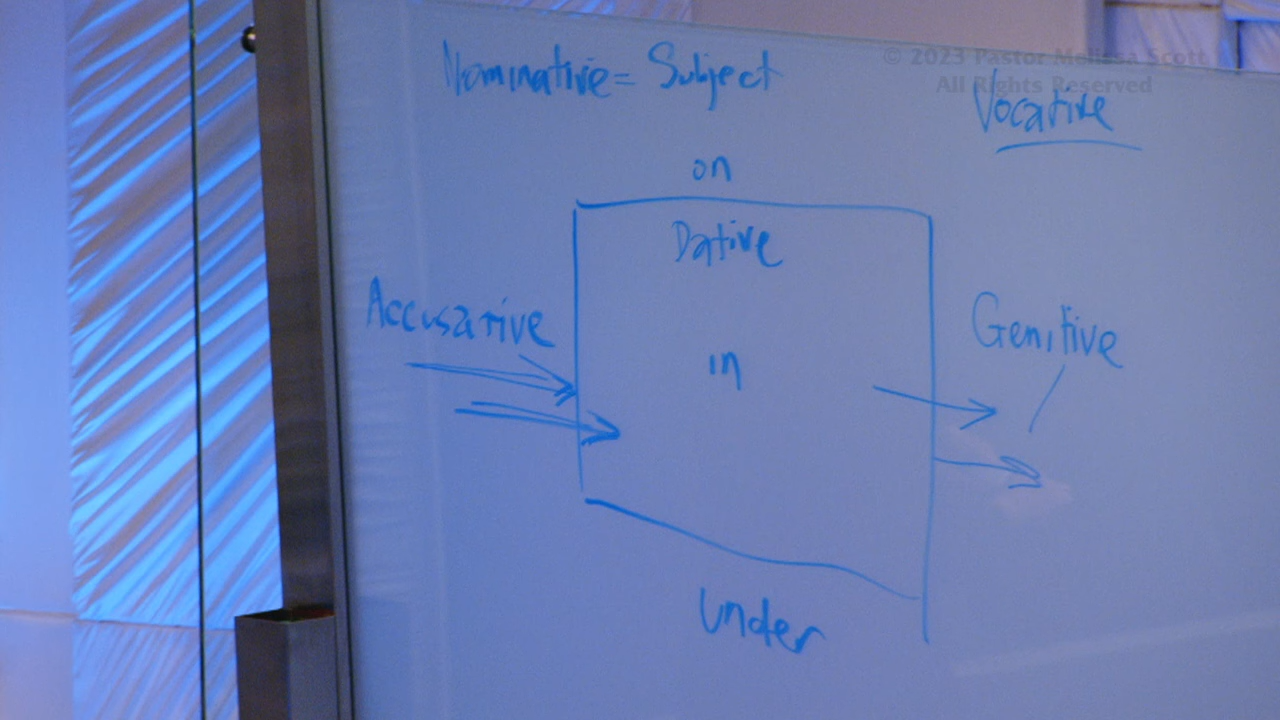 © 2023 Pastor Melissa Scott
All Rights Reserved
Nominative = Subject
Vocative
on
Dative
Accusative
in
Genitive
under